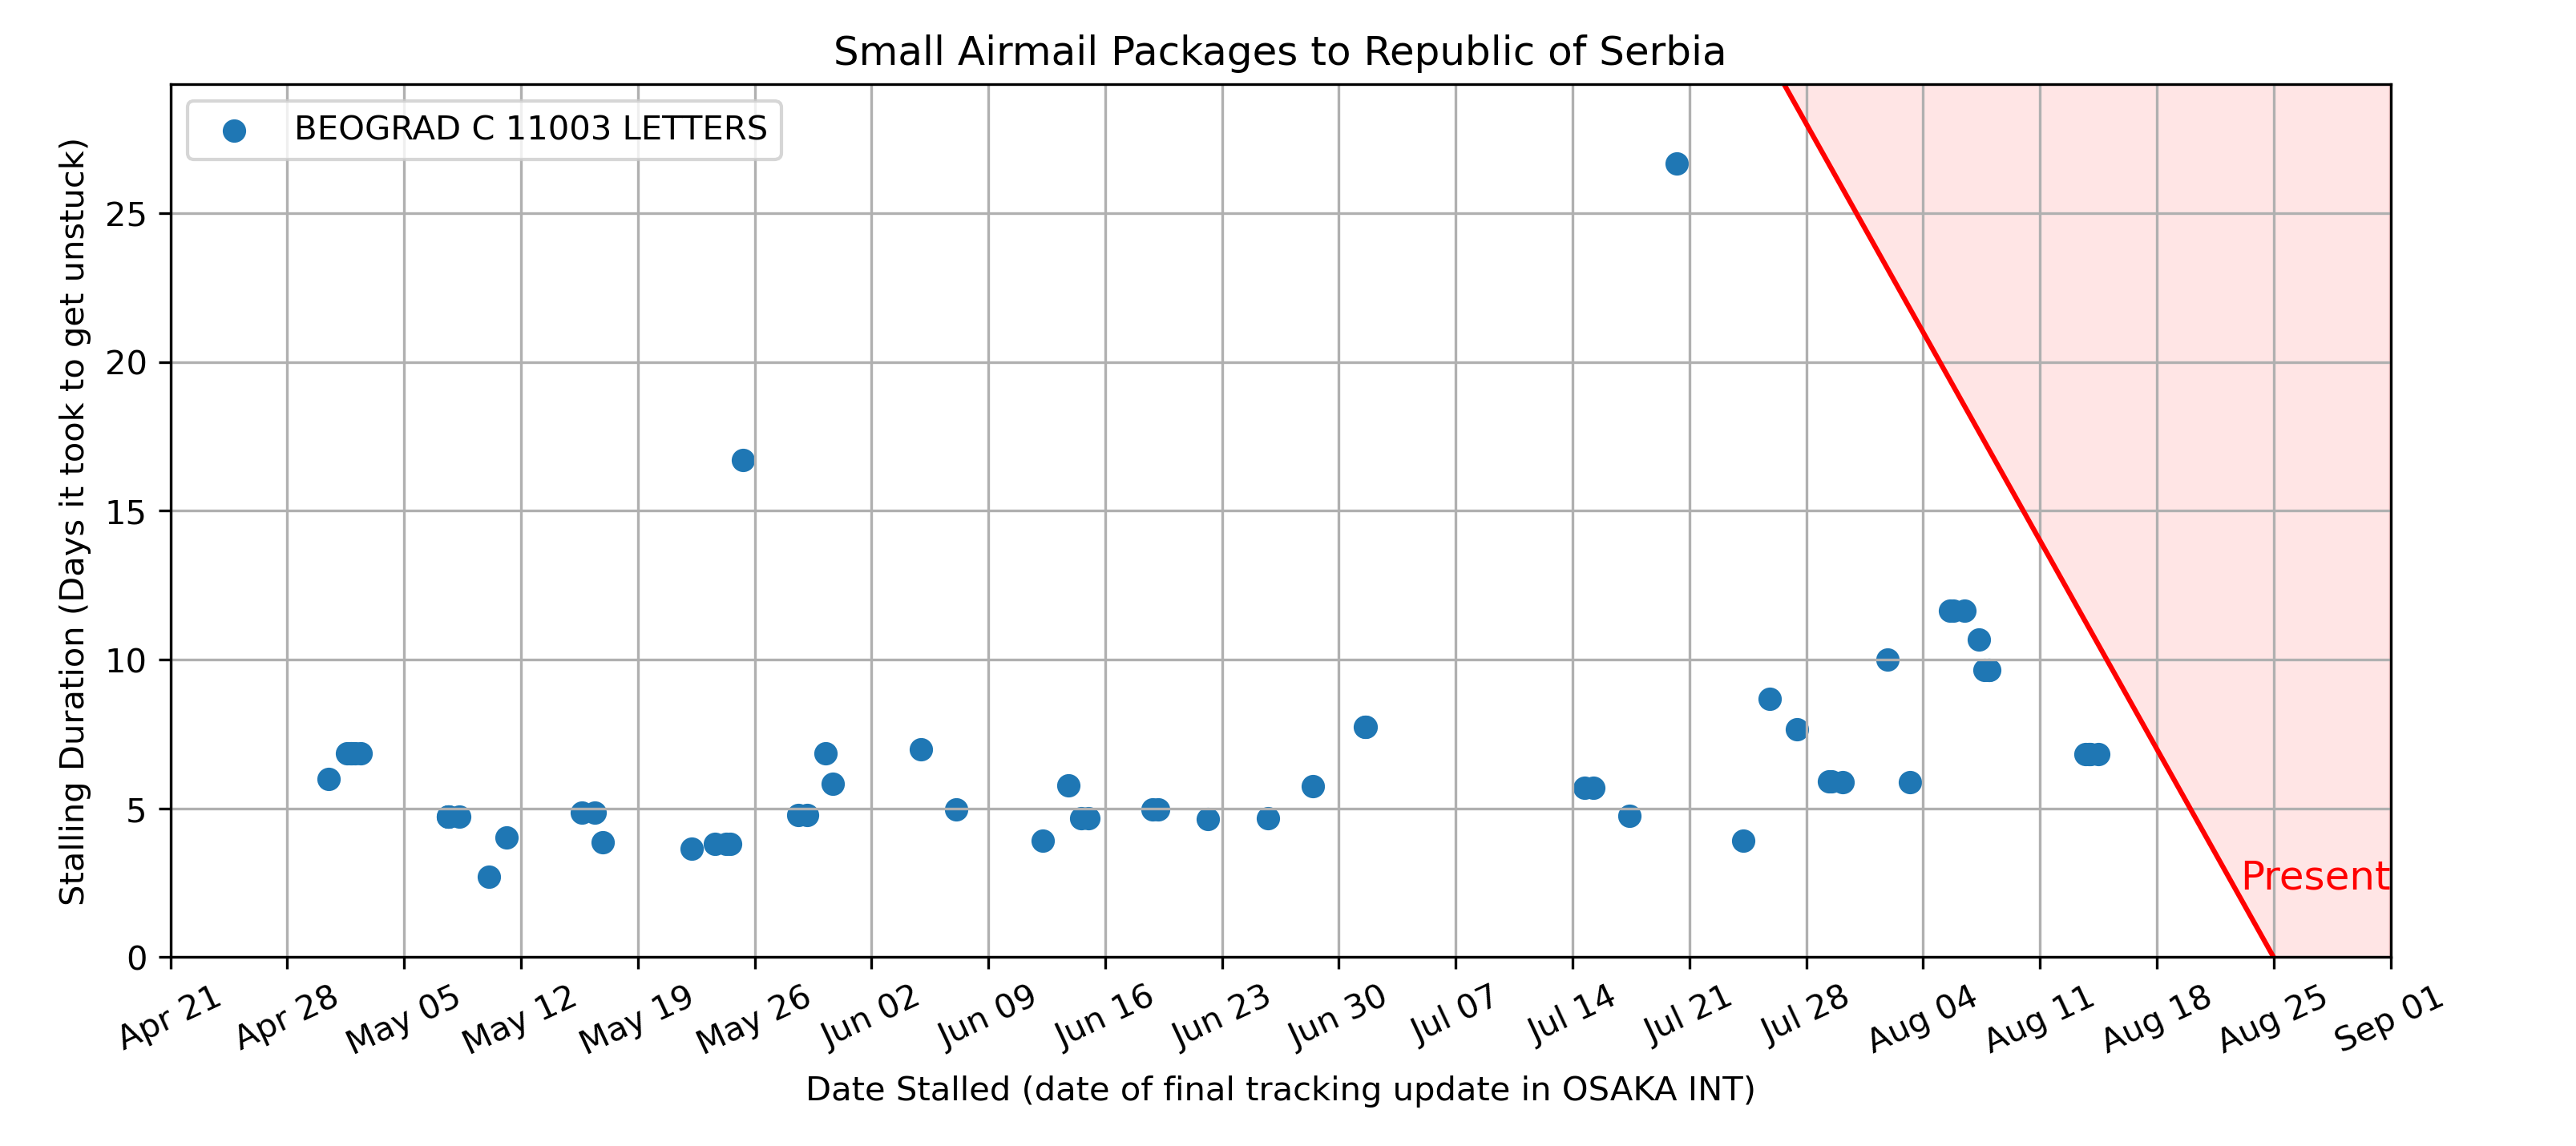 Small Airmail Packages to Republic of Serbia
BEOGRAD C 11003 LETTERS
Stalling Duration (Days it took to get unstuck)
25
20
15
10
5
0
Present
Apr 21
Apr 28
May 05
May 12
May 19
May 26
Jun 02
Jun 09
Jun 16
Jun 23
Jun 30
Jul 07
Jul 14
Jul 21
Jul 28
Aug 04
Aug 11
Aug 18
Aug 25
Sep 01
Date Stalled (date of final tracking update in OSAKA INT)